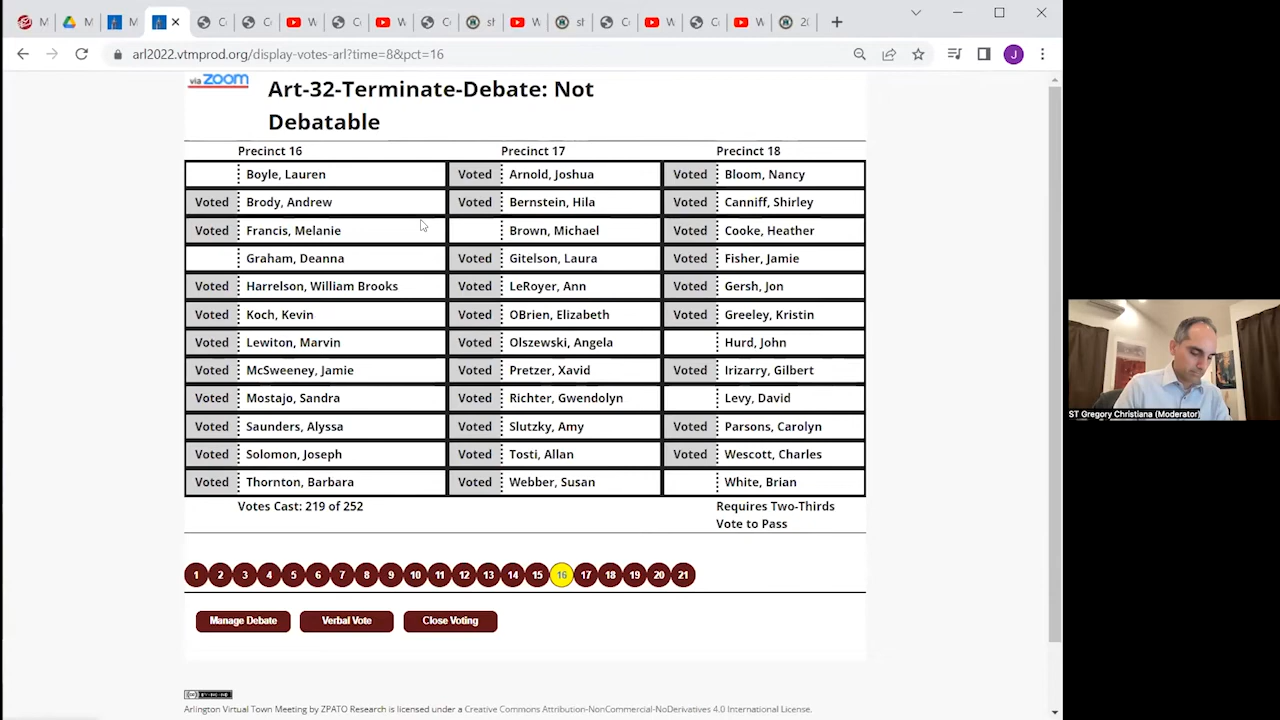 M M M C C W C W C st W st C W C W 20
arl2022.vtmprod.org/display-votes-arl?time=8&pct=16 J
via zoom
Art-32-Terminate-Debate: Not
Debatable
Precinct 16 Precinct 17 Precinct 18
Boyle, Lauren Voted Arnold, Joshua Voted Bloom, Nancy
Voted Brody, Andrew Voted Bernstein, Hila Voted Canniff, Shirley
Voted Francis, Melanie Brown, Michael Voted Cooke, Heather
Graham, Deanna Voted Gitelson, Laura Voted Fisher, Jamie
Voted Harrelson, William Brooks Voted LeRoyer, Ann Voted Gersh, Jon
Voted Koch, Kevin Voted OBrien, Elizabeth Voted Greeley, Kristin
Voted Lewiton, Marvin Voted Olszewski, Angela Hurd, John
Voted McSweeney, Jamie Voted Pretzer, Xavid Voted Irizarry, Gilbert
Voted Mostajo, Sandra Voted Richter, Gwendolyn Levy, David
Voted Saunders, Alyssa Voted Slutzky, Amy Voted Parsons, Carolyn
Voted Solomon, Joseph Voted Tosti, Allan Voted Wescott, Charles
Voted Thornton, Barbara Voted Webber, Susan White, Brian
Votes Cast: 219 of 252 Requires Two-Thirds
Vote to Pass
1 2 3 4 5 6 7 8 9 10 11 12 13 14 15 16 17 18 19 20 21
Manage Debate Verbal Vote Close Voting
Arlington Virtual Town Meeting by ZPATO Research is licensed under a Creative Commons Attribution-NonCommercial-NoDerivatives 4.0 International License.
ST Gregory Christiana (Moderator)